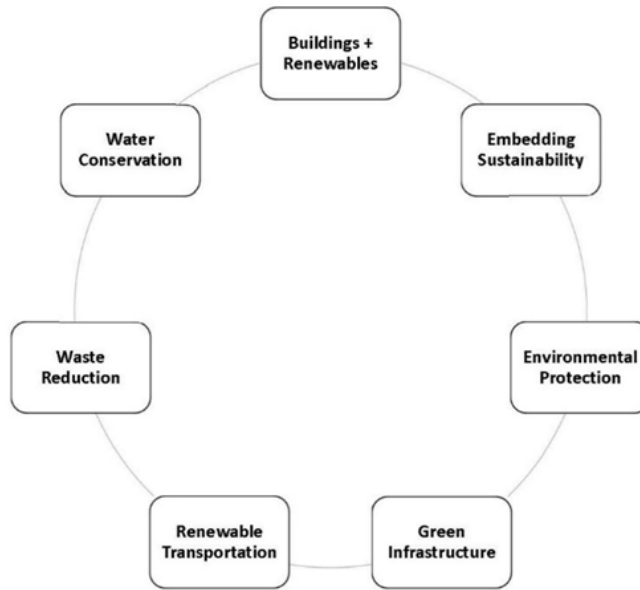 Buildings +
Renewables
Embedding
Sustainability
Environmental
Protection
Green
Infrastructure
Renewable
Transportation
Waste
Reduction
Water
Conservation